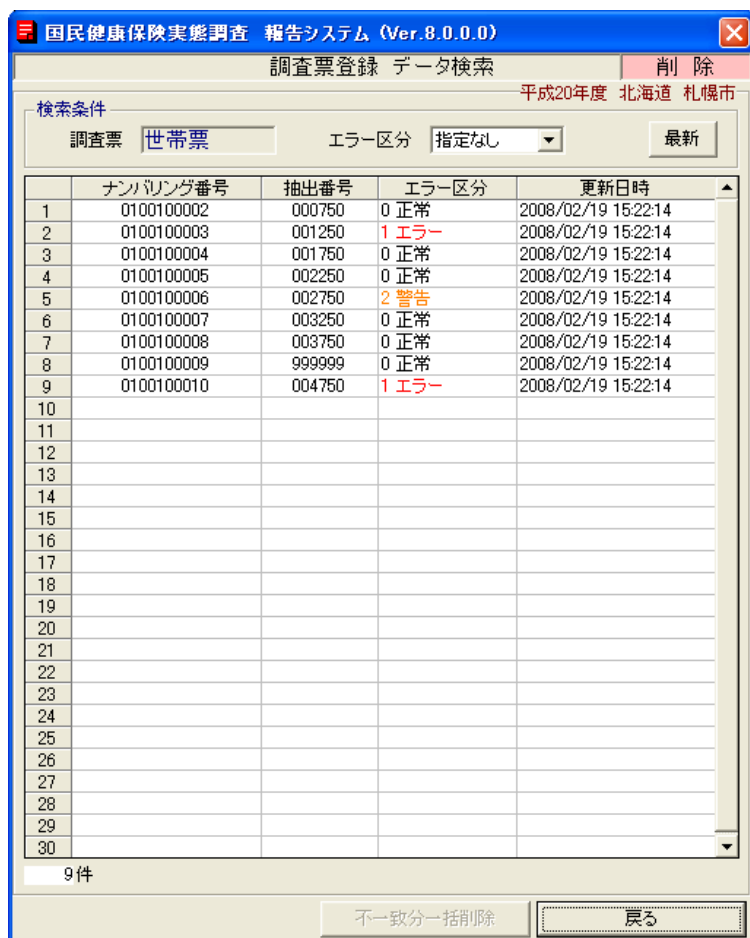 国民健康保険実態調査 報告システム (Ver.8.0.0.0)
調査票登録 データ検索 削 除
平成20年度 北海道 札幌市
検索条件
調査票 世帯票 エラー区分 指定なし 最新
ナンバリング番号 抽出番号 エラー区分 更新日時
1 0100100002 000750 0 正常 2008/02/19 15:22:14
2 0100100003 001250 1 エラー 2008/02/19 15:22:14
3 0100100004 001750 0 正常 2008/02/19 15:22:14
4 0100100005 002250 0 正常 2008/02/19 15:22:14
5 0100100006 002750 2 警告 2008/02/19 15:22:14
6 0100100007 003250 0 正常 2008/02/19 15:22:14
7 0100100008 003750 0 正常 2008/02/19 15:22:14
8 0100100009 999999 0 正常 2008/02/19 15:22:14
9 0100100010 004750 1 エラー 2008/02/19 15:22:14
10
11
12
13
14
15
16
17
18
19
20
21
22
23
24
25
26
27
28
29
30
9件
不一致分一括削除 戻る